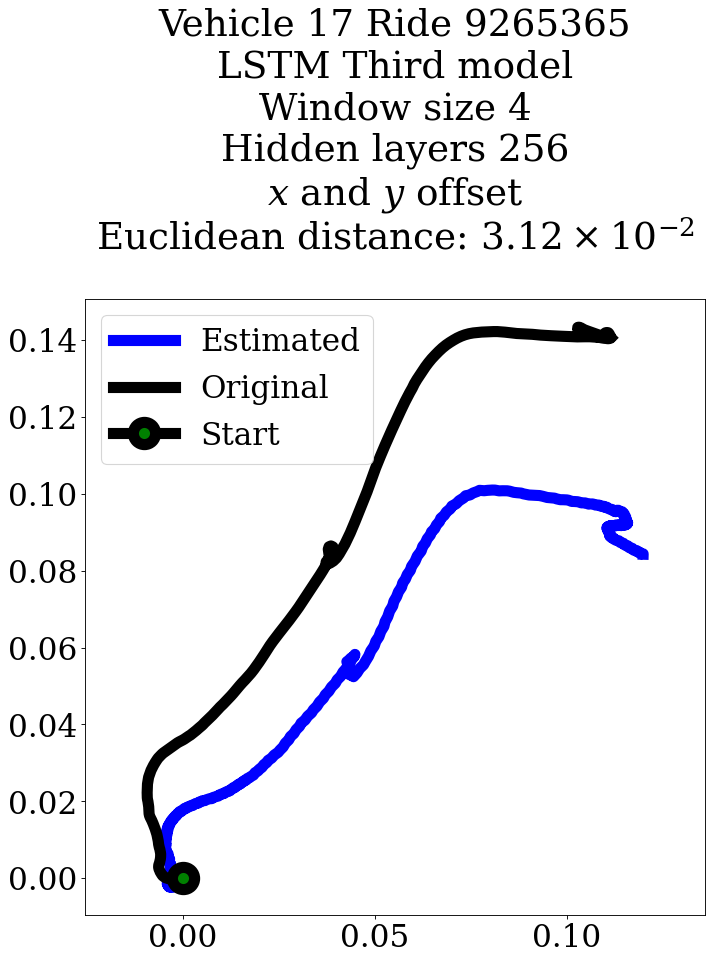 Vehicle 17 Ride 9265365
LSTM Third model
Window size 4
Hidden layers 256
x and y offset
Euclidean distance: 3.12 × 10⁻²
Estimated
Original
Start
0.14
0.12
0.10
0.08
0.06
0.04
0.02
0.00
0.00 0.05 0.10